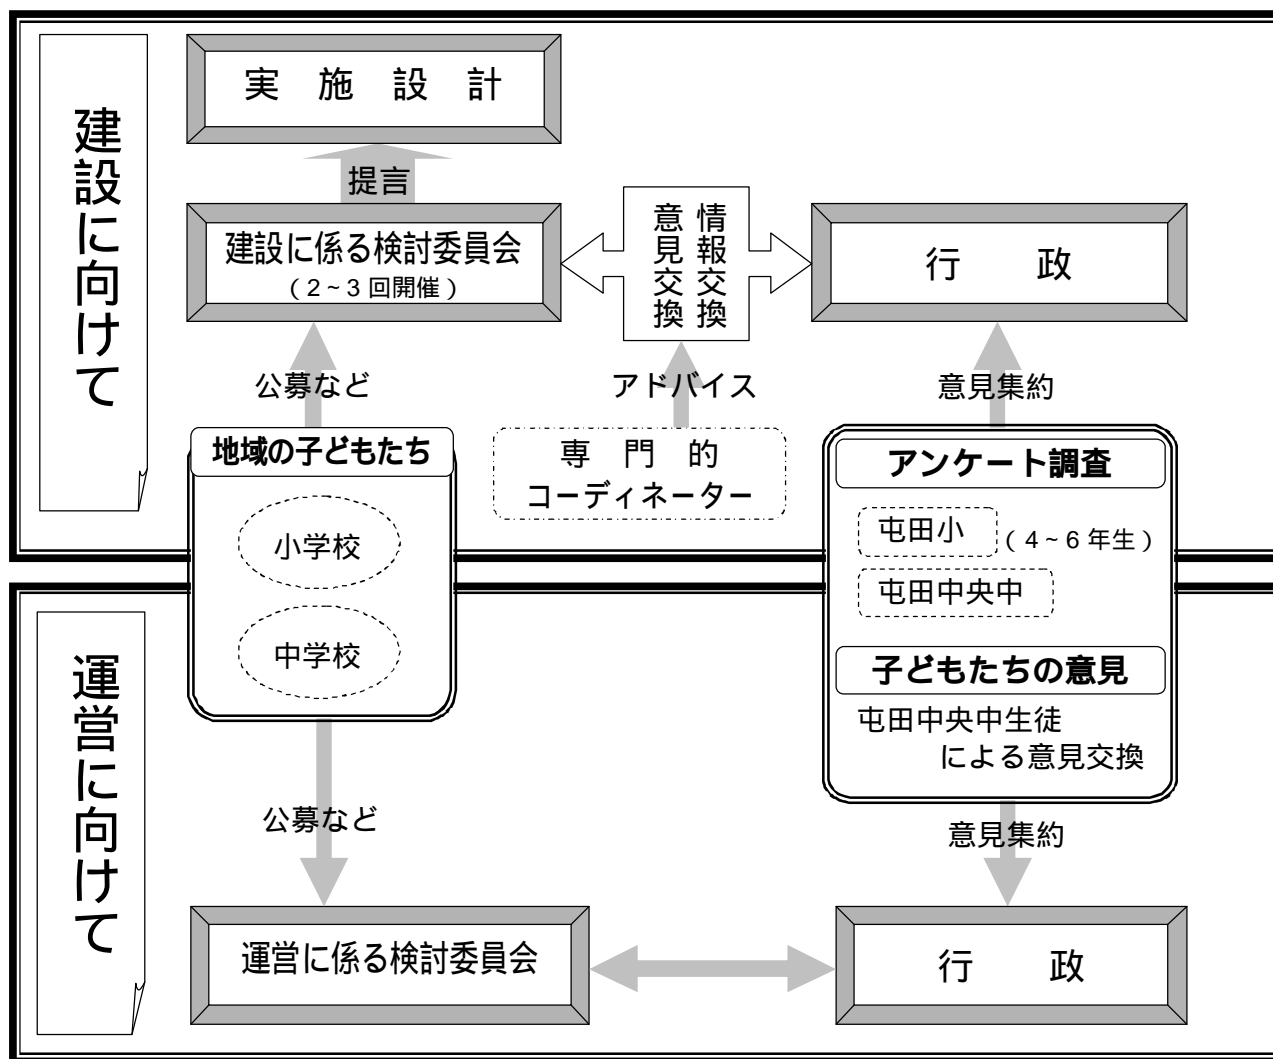 建設に向けて
実施設計
提言
建設に係る検討委員会
（2~3回開催）
情報交換
意見交換
行政
公募など
アドバイス
意見集約
地域の子どもたち
小学校
中学校
専門的
コーディネーター
アンケート調査
屯田小（4~6年生）
屯田中央中
子どもたちの意見
屯田中央中生徒
による意見交換
運営に向けて
公募など
意見集約
運営に係る検討委員会
行政